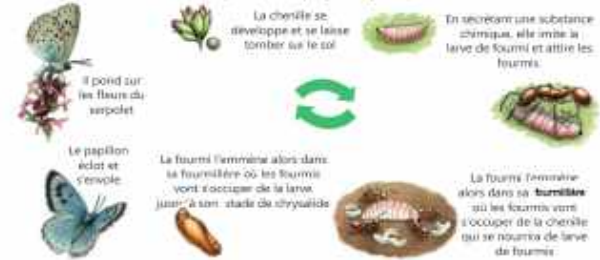 Il pond sur
les fleurs du
serpolet
La chenille se
développe et se laisse
tomber sur le sol
En sécrétant une substance
chimique, elle imite la
larve de fourmi et attire les
fourmis
La fourmi l'emmène
alors dans sa fourmilière
où les fourmis vont
s'occuper de la chenille
qui se nourrira de larve
de fourmis
La fourmi l'emmène alors dans
sa fourmilière où les fourmis
vont s'occuper de la larve
jusqu'à son stade de chrysalide
Le papillon
éclot et
s'envole